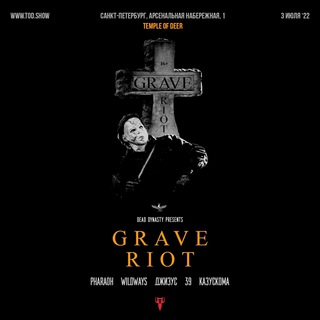 WWW.TOD.SHOW
САНКТ-ПЕТЕРБУРГ, АРСЕНАЛЬНАЯ НАБЕРЕЖНАЯ, 1
3 ИЮЛЯ '22
TEMPLE OF DEER
GRAVE
RIOT
DEAD DYNASTY PRESENTS
GRAVE
RIOT
PHARAOH WILDWAYS ДЖИЗУС 39 КАЗУСКОМА